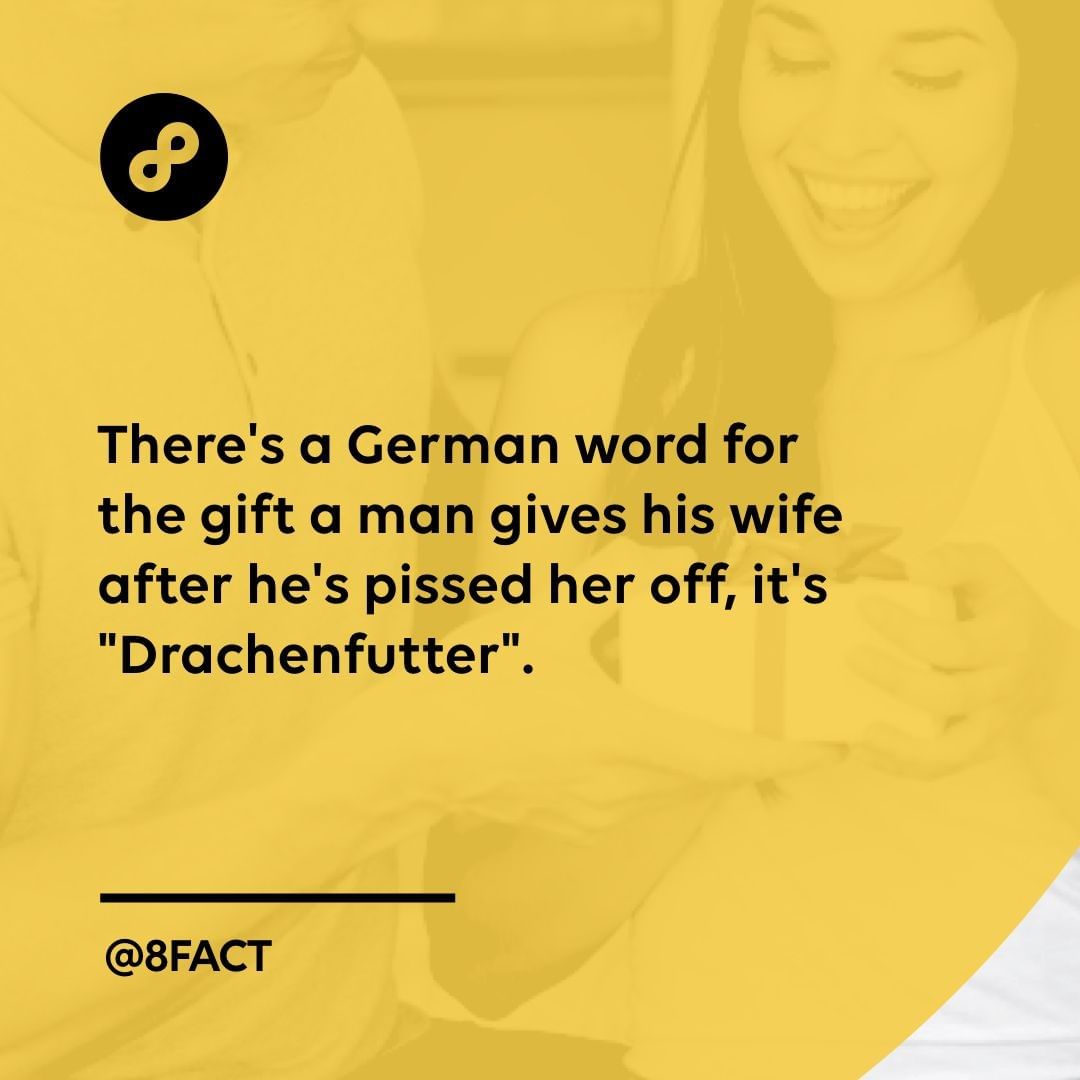 There's a German word for
the gift a man gives his wife
after he's pissed her off, it's
"Drachenfutter".
@8FACT